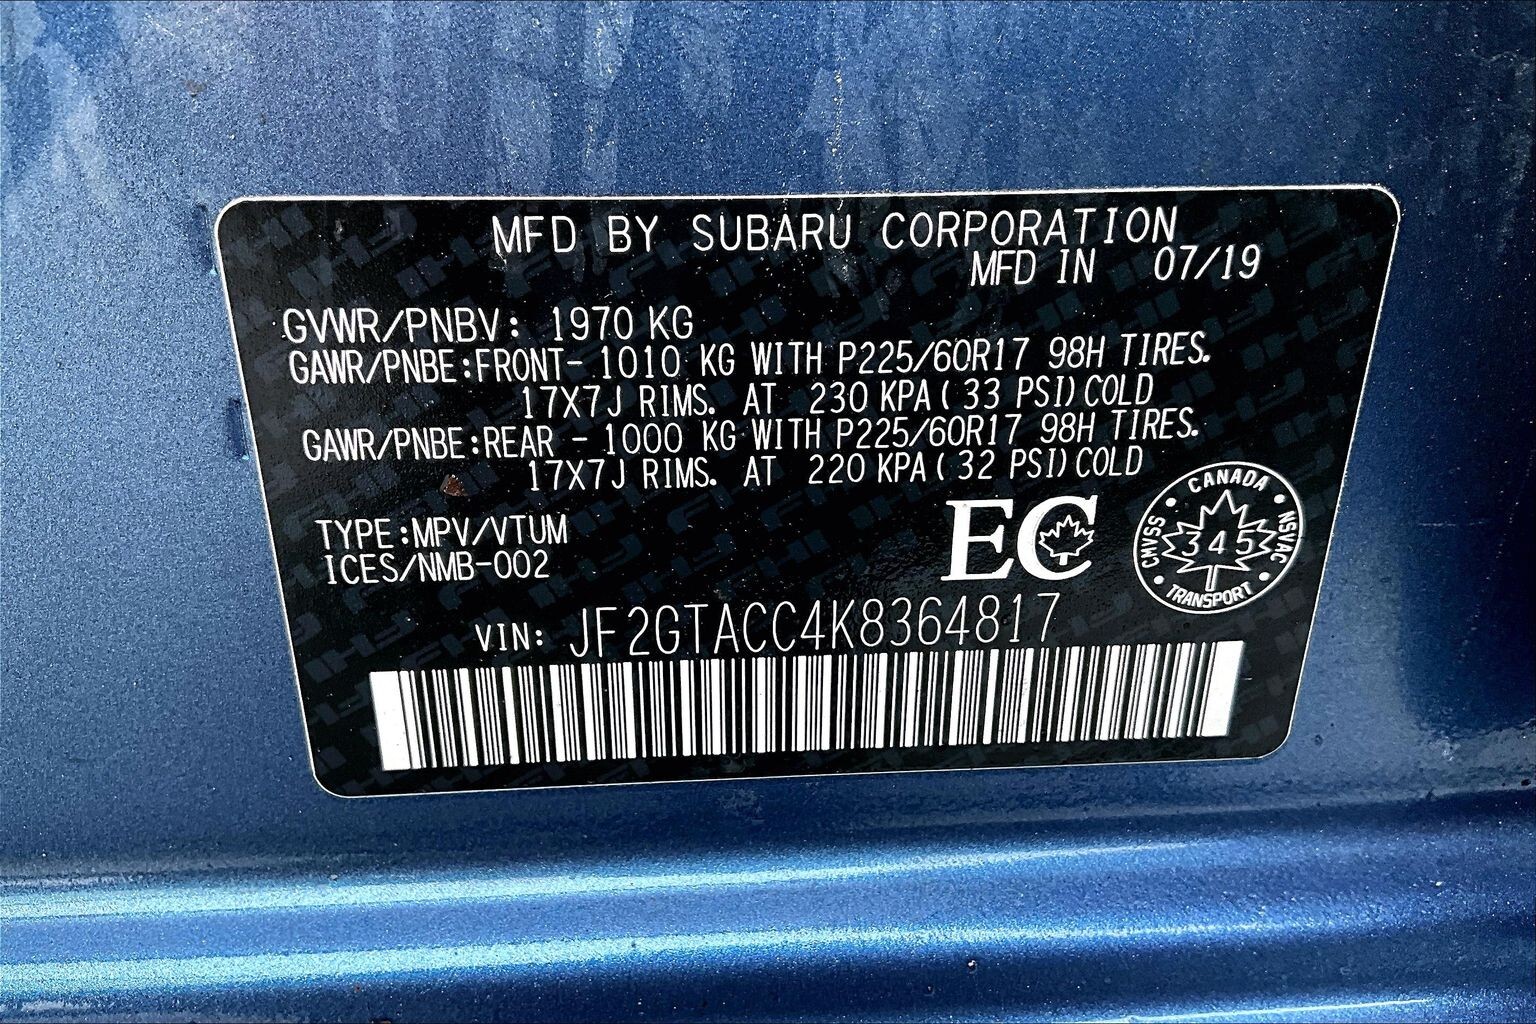 MFD BY SUBARU CORPORATION
MFD IN 07/19
GVWR/PNBV: 1970 KG
GAWR/PNBE:FRONT- 1010 KG WITH P225/60R17 98H TIRES.
17X7J RIMS. AT 230 KPA( 33 PSI)COLD
GAWR/PNBE:REAR - 1000 KG WITH P225/60R17 98H TIRES.
17X7J RIMS. AT 220 KPA( 32 PSI)COLD
TYPE:MPV/VTUM
ICES/NMB-002
EC
CANADA
CMVSS
345
NSVAC
TRANSPORT
VIN: JF2GTACC4K8364817